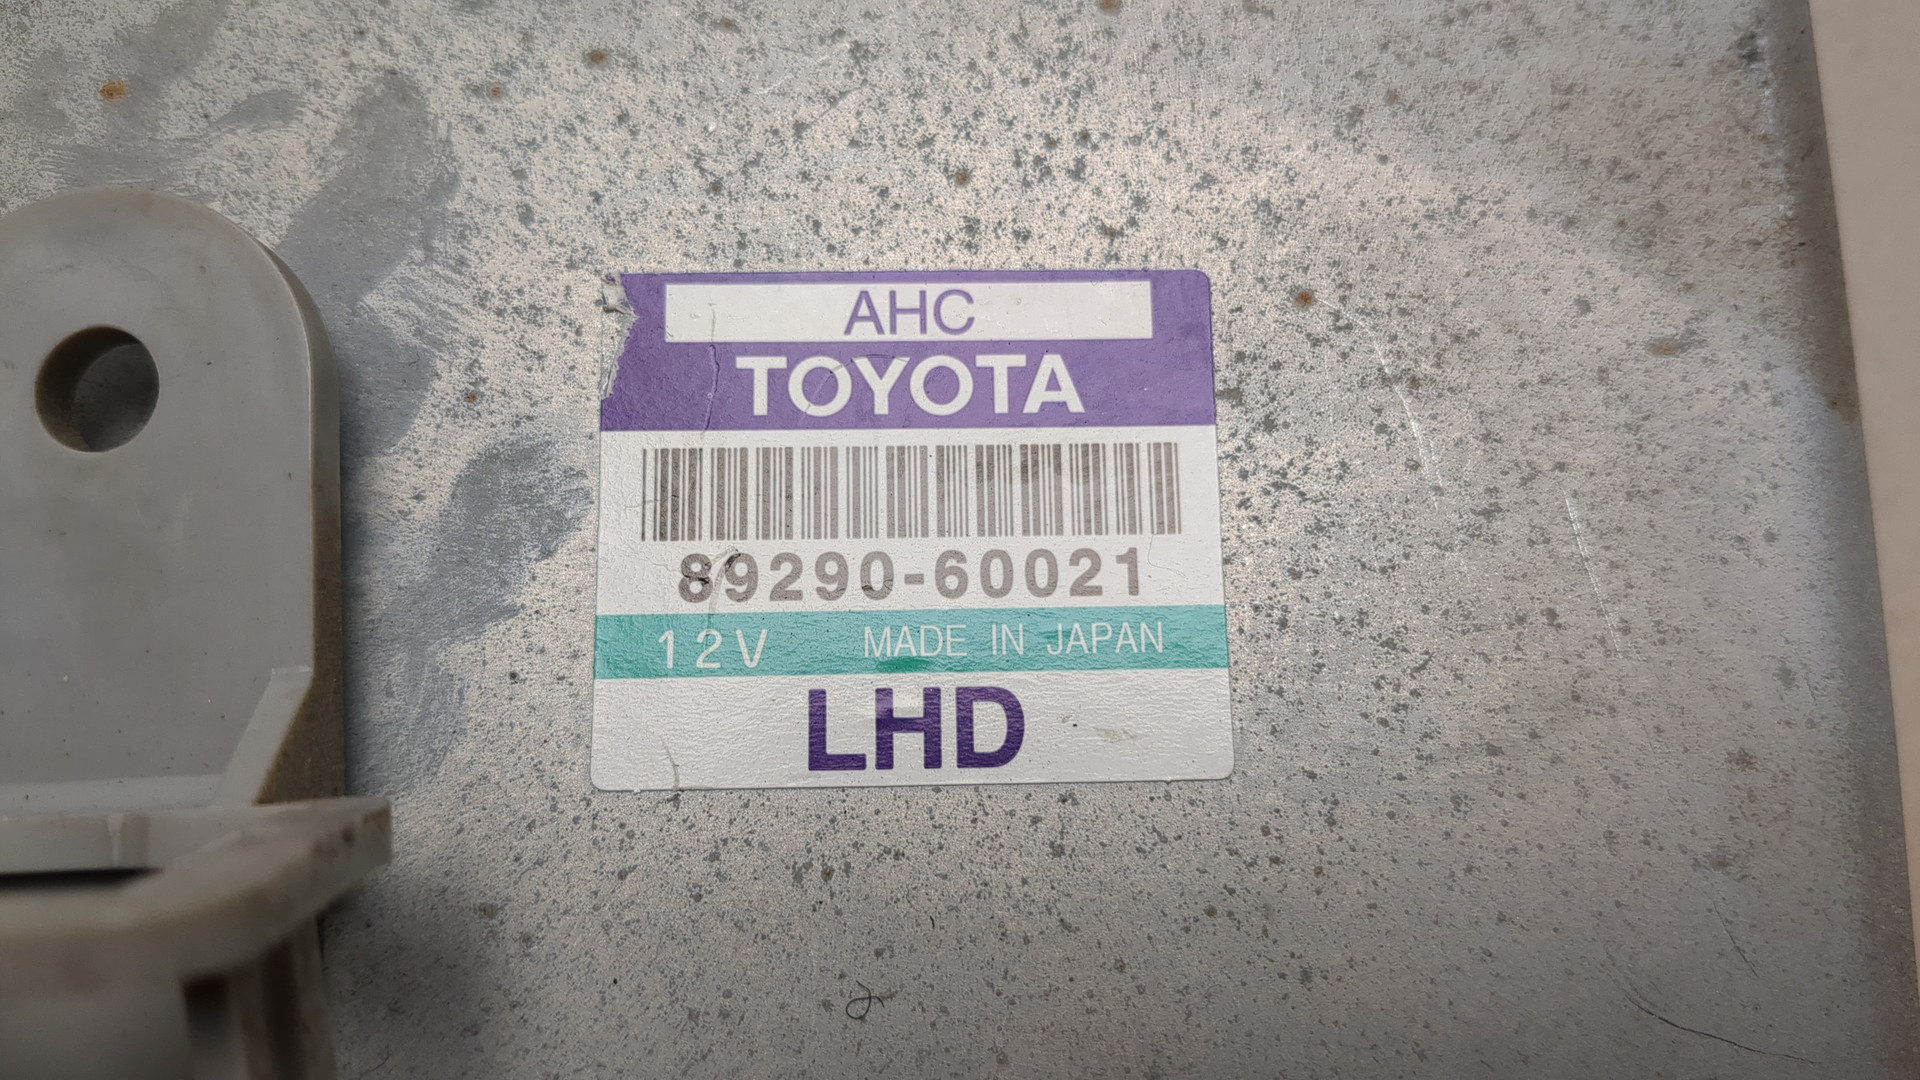 AHC
TOYOTA
89290-60021
12V MADE IN JAPAN
LHD